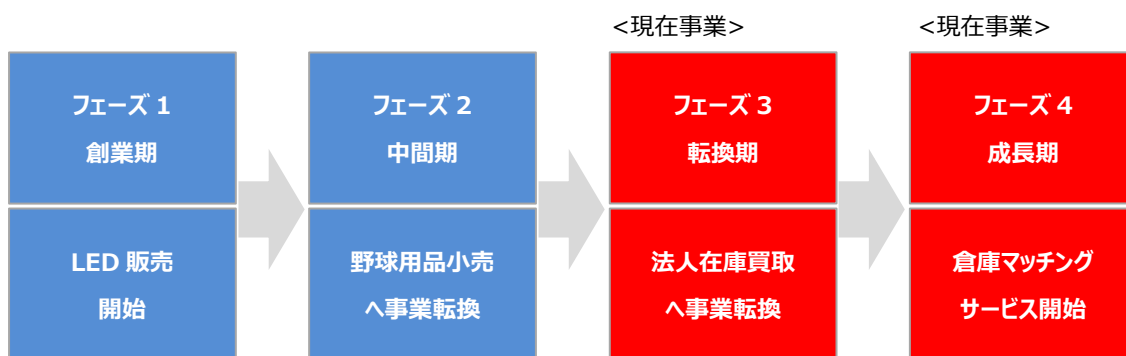 <現在事業>
<現在事業>
フェーズ 1
創業期
フェーズ 2
中間期
フェーズ 3
転換期
フェーズ 4
成長期
LED 販売
開始
野球用品小売
へ事業転換
法人在庫買取
へ事業転換
倉庫マッチング
サービス開始